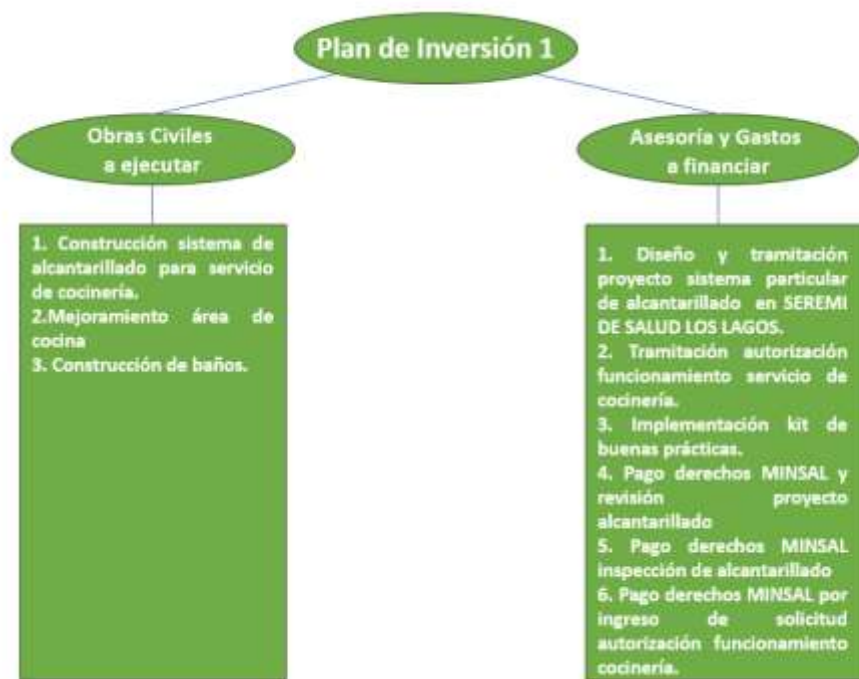 Plan de Inversión 1
Obras Civiles
a ejecutar
Asesoría y Gastos
a financiar
1. Construcción sistema de
alcantarillado para servicio
de cocinería.
2.Mejoramiento área de
cocina
3. Construcción de baños.
1. Diseño y tramitación
proyecto sistema particular
de alcantarillado en SEREMI
DE SALUD LOS LAGOS.
2. Tramitación autorización
funcionamiento servicio de
cocinería.
3. Implementación kit de
buenas prácticas.
4. Pago derechos MINSAL y
revisión proyecto
alcantarillado
5. Pago derechos MINSAL
inspección de alcantarillado
6. Pago derechos MINSAL por
ingreso de solicitud
autorización funcionamiento
cocinería.